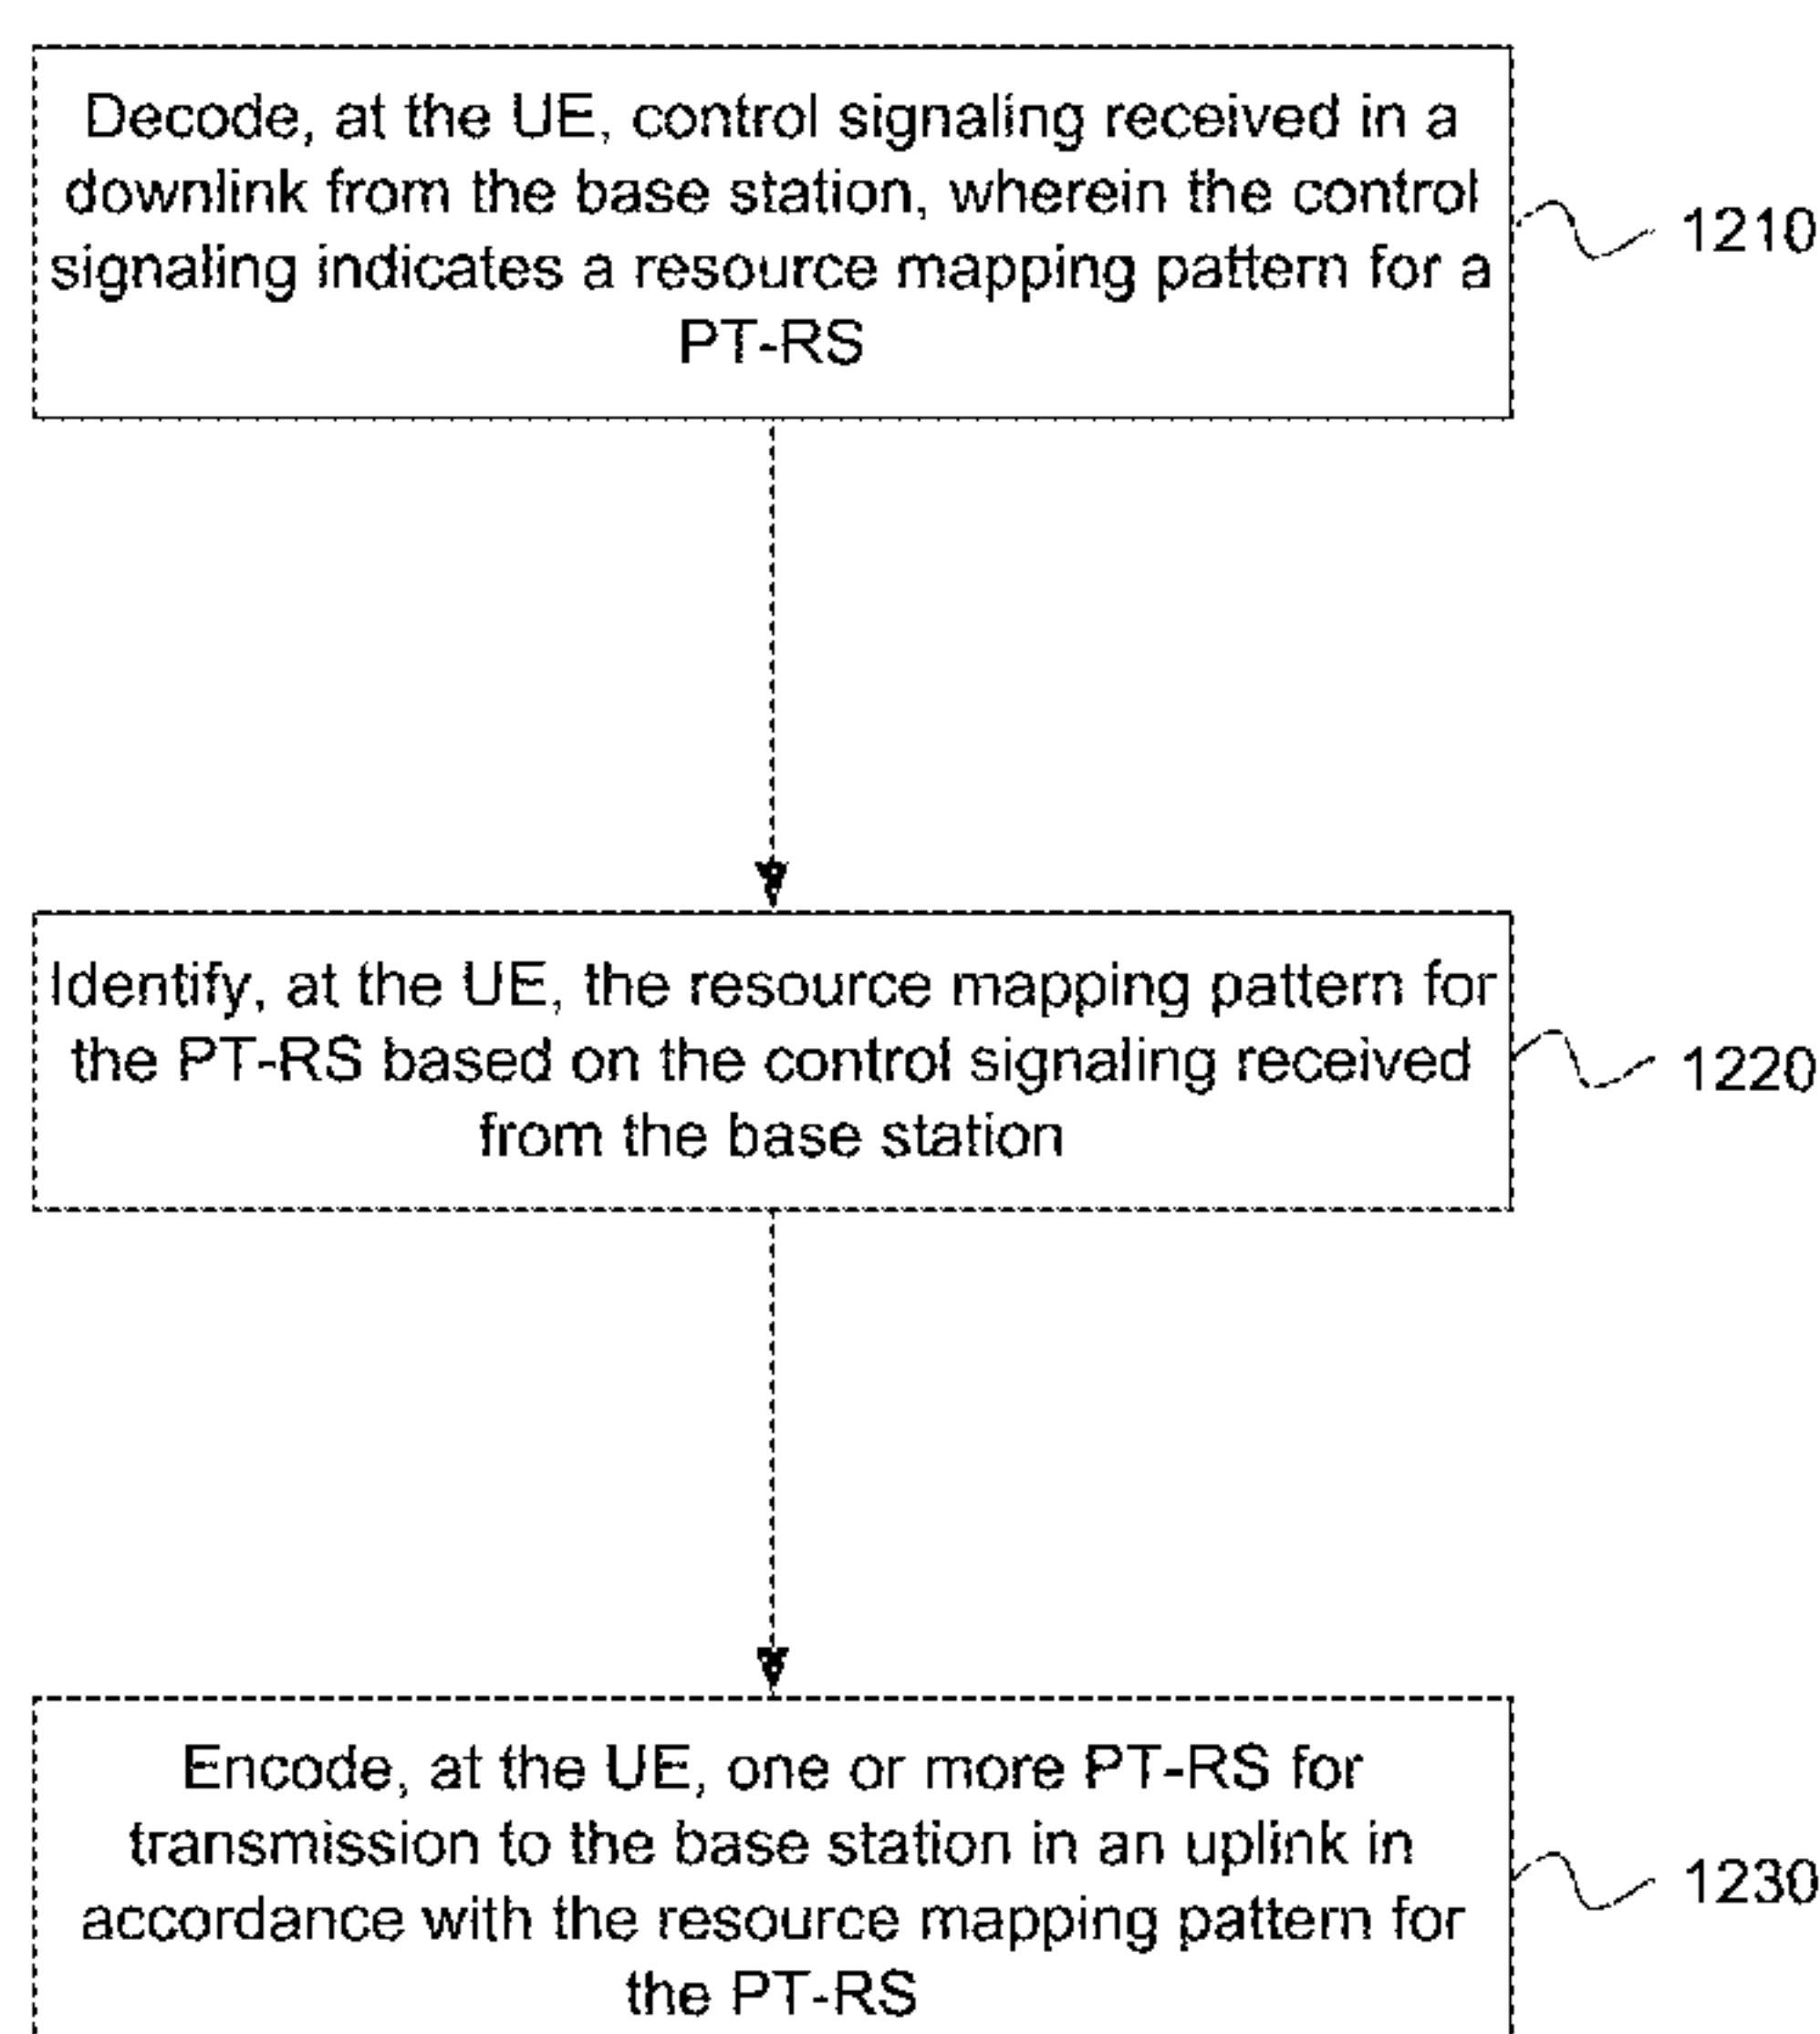 Decode, at the UE, control signaling received in a
downlink from the base station, wherein the control
signaling indicates a resource mapping pattern for a
PT-RS
1210
Identify, at the UE, the resource mapping pattern for
the PT-RS based on the control signaling received
from the base station
1220
Encode, at the UE, one or more PT-RS for
transmission to the base station in an uplink in
accordance with the resource mapping pattern for
the PT-RS
1230